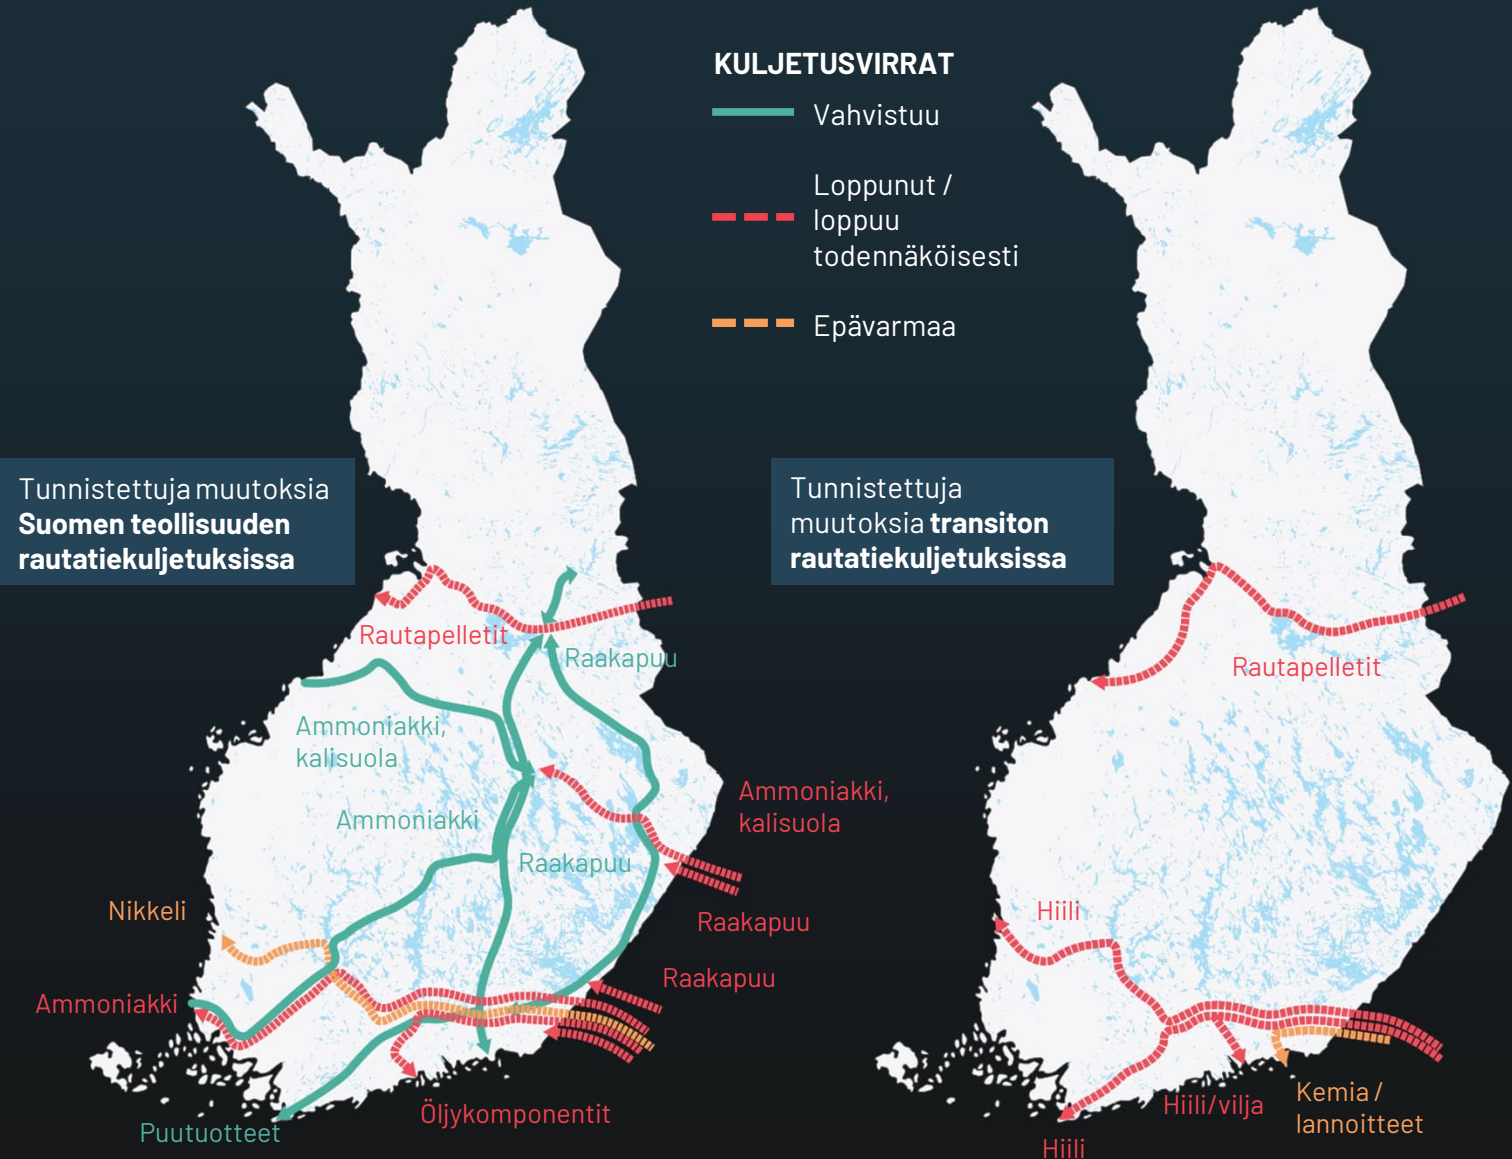 KULJETUSVIRRAT
Vahvistuu
Loppunut /
loppuu
todennäköisesti
Epävarmaa
Tunnistettuja muutoksia
Suomen teollisuuden
rautatiekuljetuksissa
Rautapelletit
Raakapuu
Ammoniakki,
kalisuola
Ammoniakki
Raakapuu
Ammoniakki,
kalisuola
Nikkeli
Raakapuu
Raakapuu
Ammoniakki
Öljykomponentit
Puutuotteet
Tunnistettuja
muutoksia transiton
rautatiekuljetuksissa
Rautapelletit
Hiili
Hiili/vilja
Kemia /
lannoitteet
Hiili